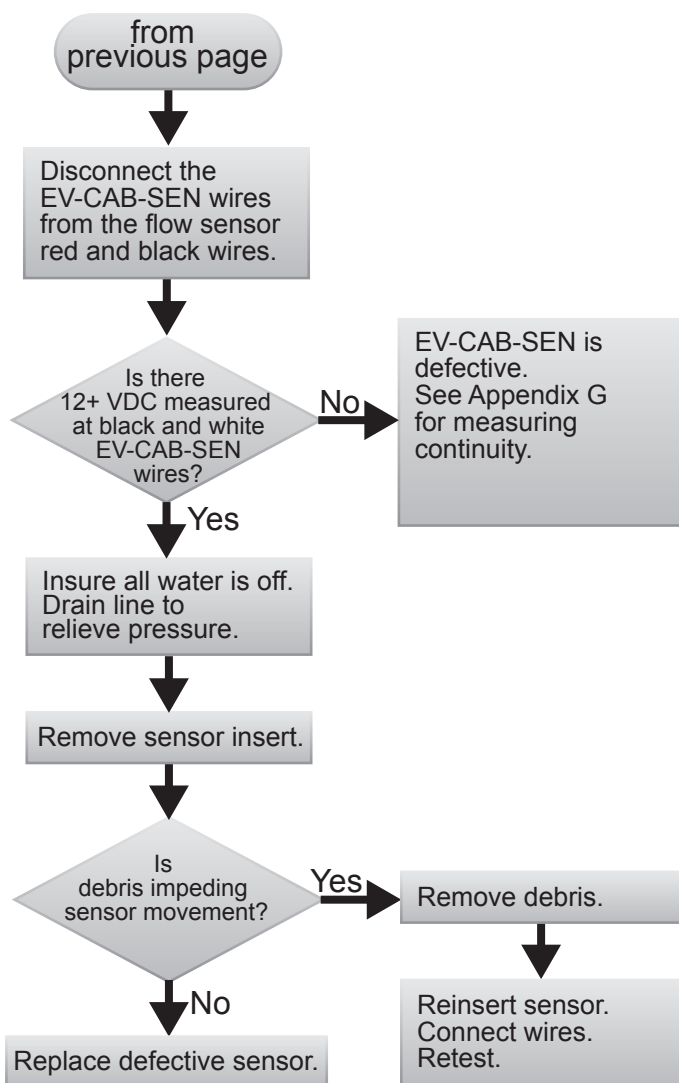 from
previous page
Disconnect the
EV-CAB-SEN wires
from the flow sensor
red and black wires.
Is there
12+ VDC measured
at black and white
EV-CAB-SEN
wires?
No
EV-CAB-SEN is
defective.
See Appendix G
for measuring
continuity.
Yes
Insure all water is off.
Drain line to
relieve pressure.
Remove sensor insert.
Is
debris impeding
sensor movement?
Yes
Remove debris.
Reinsert sensor.
Connect wires.
Retest.
No
Replace defective sensor.